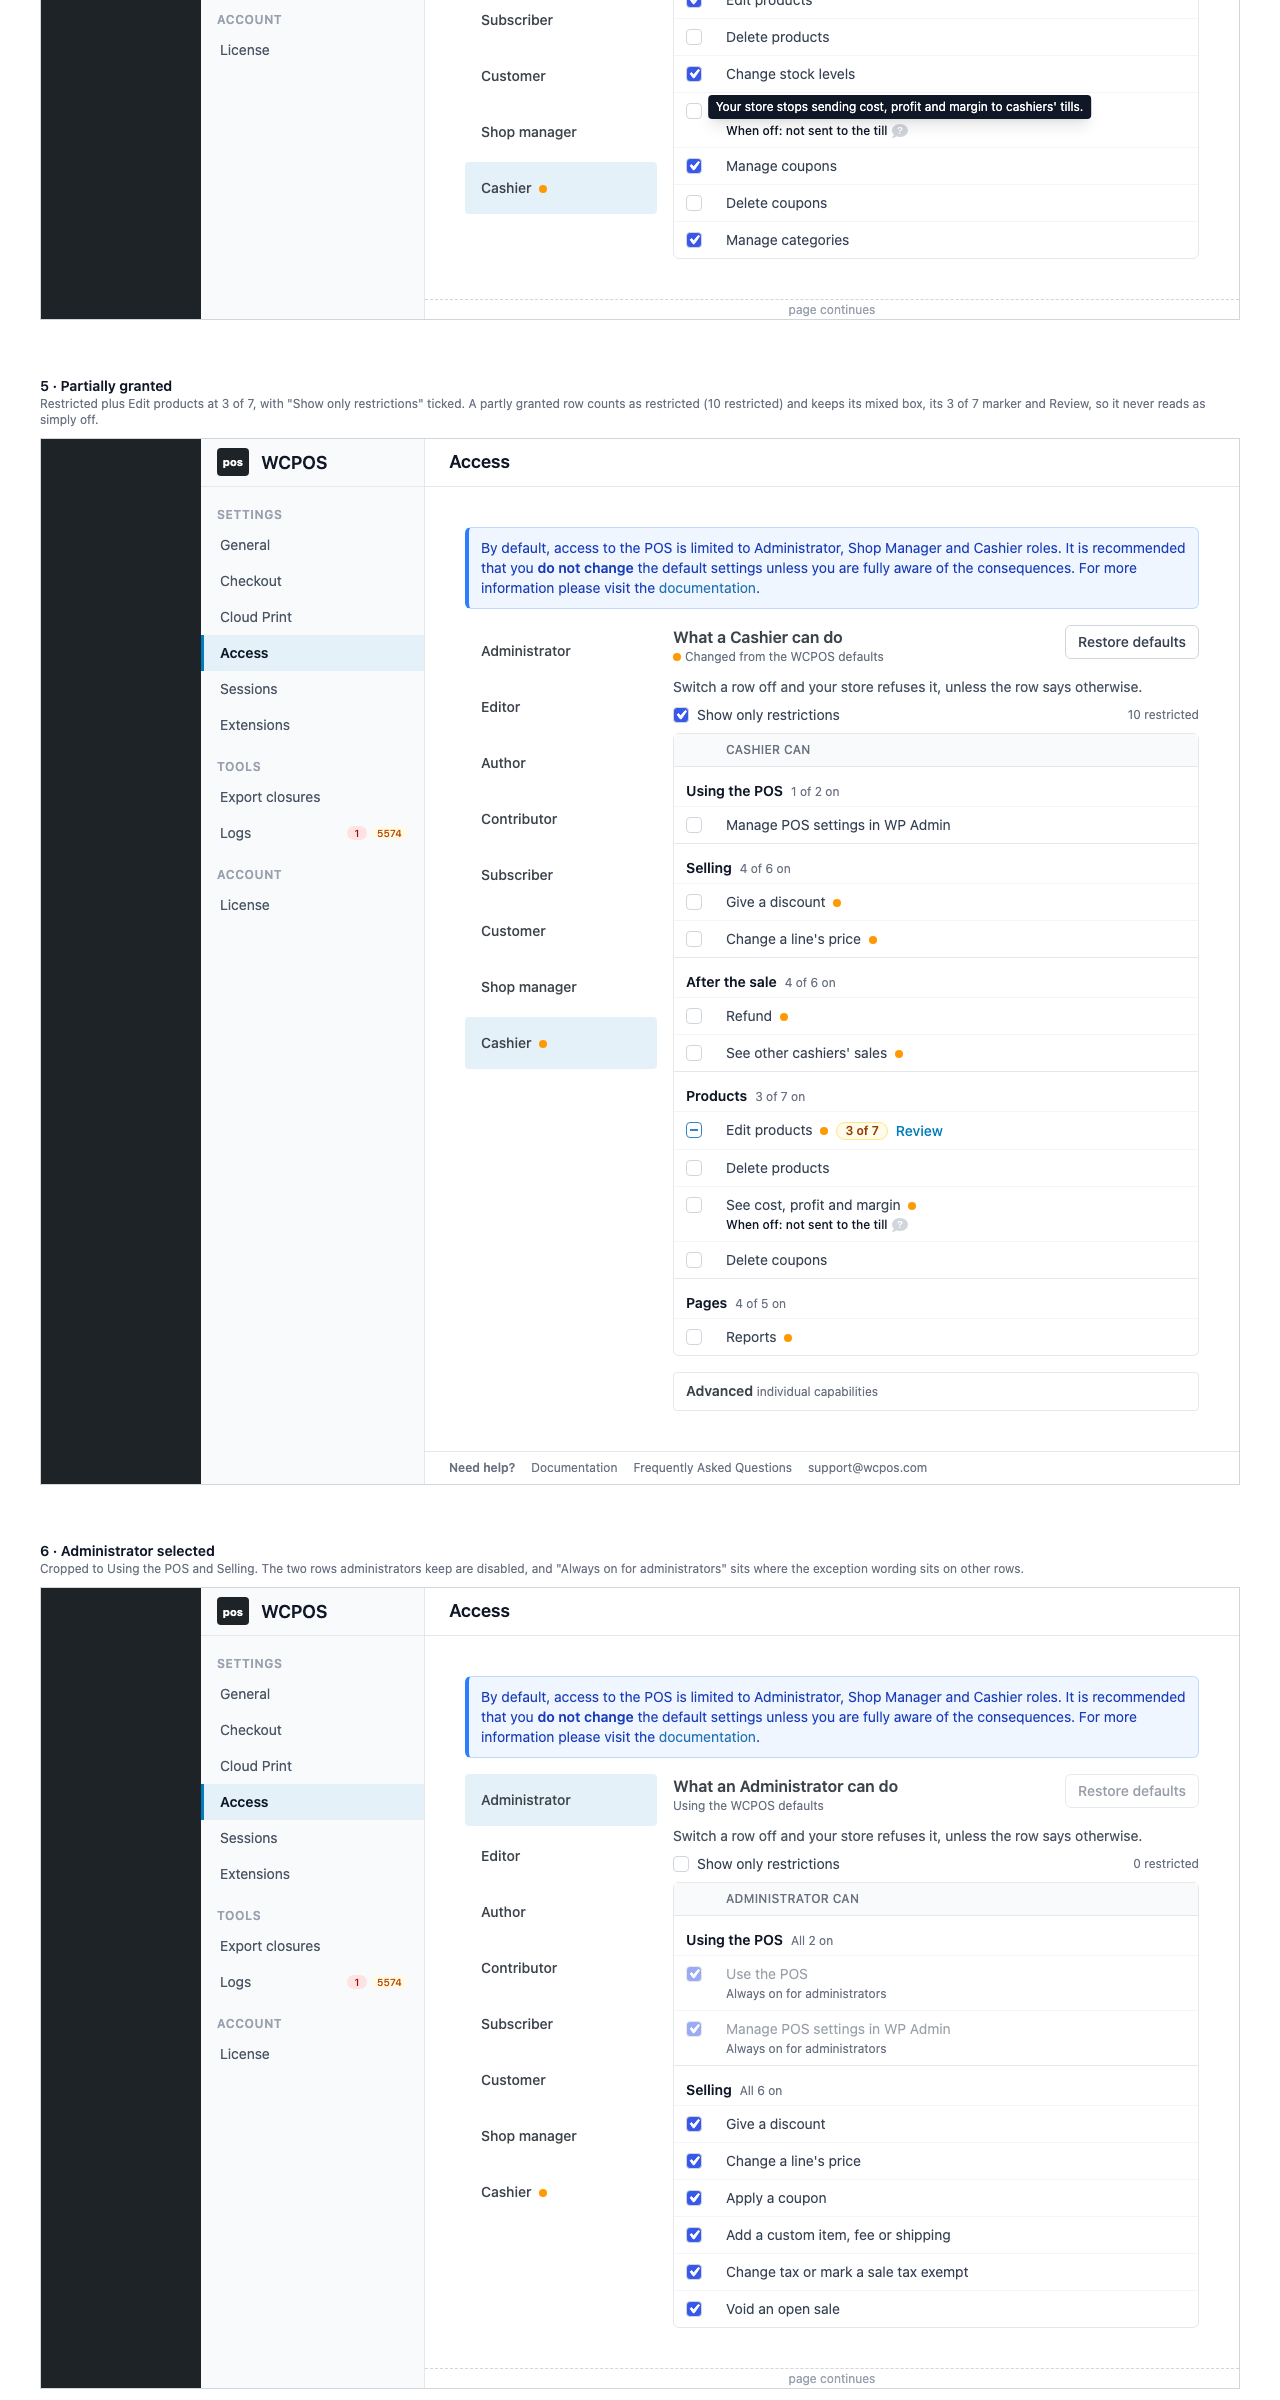 ACCOUNT
License
Subscriber
Customer
Shop manager
Cashier
Edit products
Delete products
Change stock levels
Your store stops sending cost, profit and margin to cashiers' tills.
When off: not sent to the till ?
Manage coupons
Delete coupons
Manage categories
page continues
5 · Partially granted
Restricted plus Edit products at 3 of 7, with "Show only restrictions" ticked. A partly granted row counts as restricted (10 restricted) and keeps its mixed box, its 3 of 7 marker and Review, so it never reads as
simply off.
pos WCPOS
SETTINGS
General
Checkout
Cloud Print
Access
Sessions
Extensions
TOOLS
Export closures
Logs 1 5574
ACCOUNT
License
Access
By default, access to the POS is limited to Administrator, Shop Manager and Cashier roles. It is recommended
that you do not change the default settings unless you are fully aware of the consequences. For more
information please visit the documentation.
Administrator
Editor
Author
Contributor
Subscriber
Customer
Shop manager
Cashier
What a Cashier can do
Changed from the WCPOS defaults
Restore defaults
Switch a row off and your store refuses it, unless the row says otherwise.
Show only restrictions 10 restricted
CASHIER CAN
Using the POS 1 of 2 on
Manage POS settings in WP Admin
Selling 4 of 6 on
Give a discount
Change a line's price
After the sale 4 of 6 on
Refund
See other cashiers' sales
Products 3 of 7 on
Edit products 3 of 7 Review
Delete products
See cost, profit and margin
When off: not sent to the till ?
Delete coupons
Pages 4 of 5 on
Reports
Advanced individual capabilities
Need help? Documentation Frequently Asked Questions support@wcpos.com
6 · Administrator selected
Cropped to Using the POS and Selling. The two rows administrators keep are disabled, and "Always on for administrators" sits where the exception wording sits on other rows.
pos WCPOS
SETTINGS
General
Checkout
Cloud Print
Access
Sessions
Extensions
TOOLS
Export closures
Logs 1 5574
ACCOUNT
License
Access
By default, access to the POS is limited to Administrator, Shop Manager and Cashier roles. It is recommended
that you do not change the default settings unless you are fully aware of the consequences. For more
information please visit the documentation.
Administrator
Editor
Author
Contributor
Subscriber
Customer
Shop manager
Cashier
What an Administrator can do
Using the WCPOS defaults
Restore defaults
Switch a row off and your store refuses it, unless the row says otherwise.
Show only restrictions 0 restricted
ADMINISTRATOR CAN
Using the POS All 2 on
Use the POS
Always on for administrators
Manage POS settings in WP Admin
Always on for administrators
Selling All 6 on
Give a discount
Change a line's price
Apply a coupon
Add a custom item, fee or shipping
Change tax or mark a sale tax exempt
Void an open sale
page continues